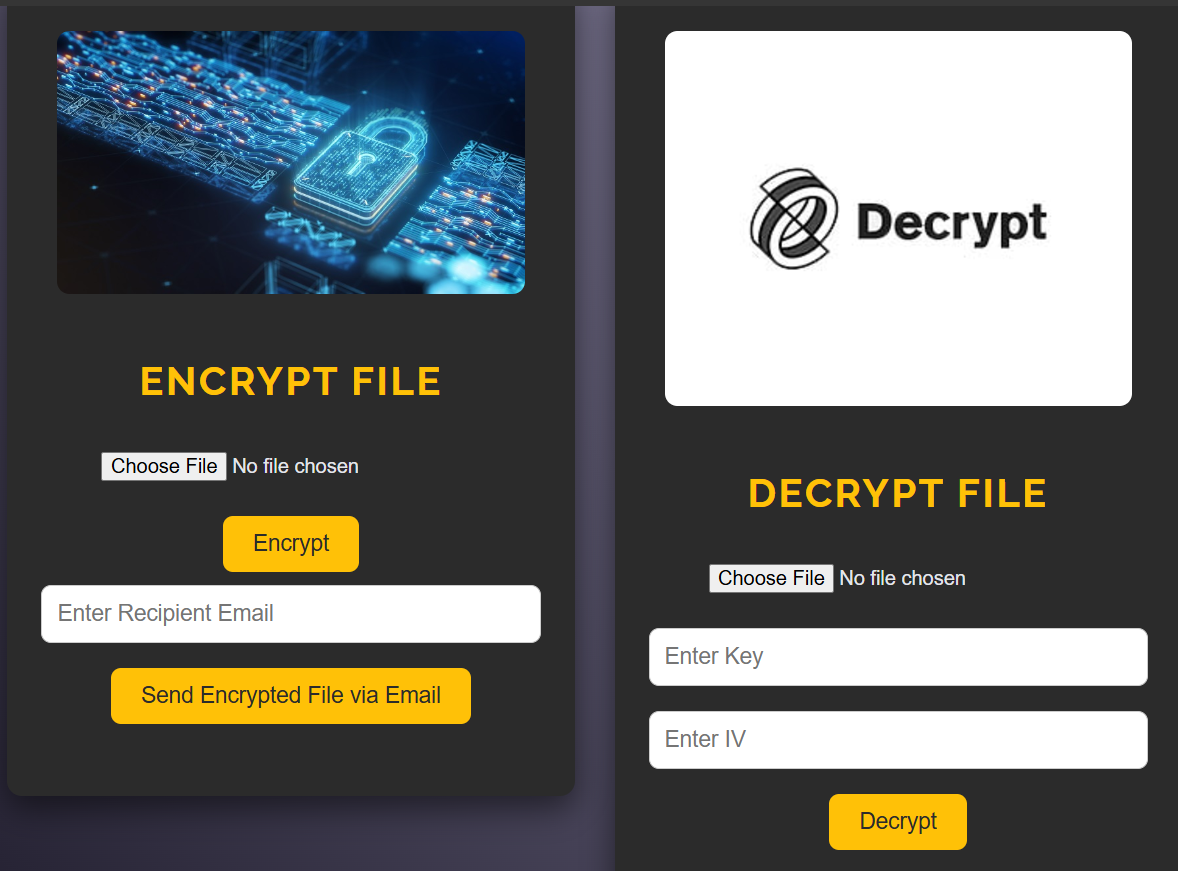 ENCRYPT FILE
Choose File No file chosen
Encrypt
Enter Recipient Email
Send Encrypted File via Email
Decrypt
DECRYPT FILE
Choose File No file chosen
Enter Key
Enter IV
Decrypt